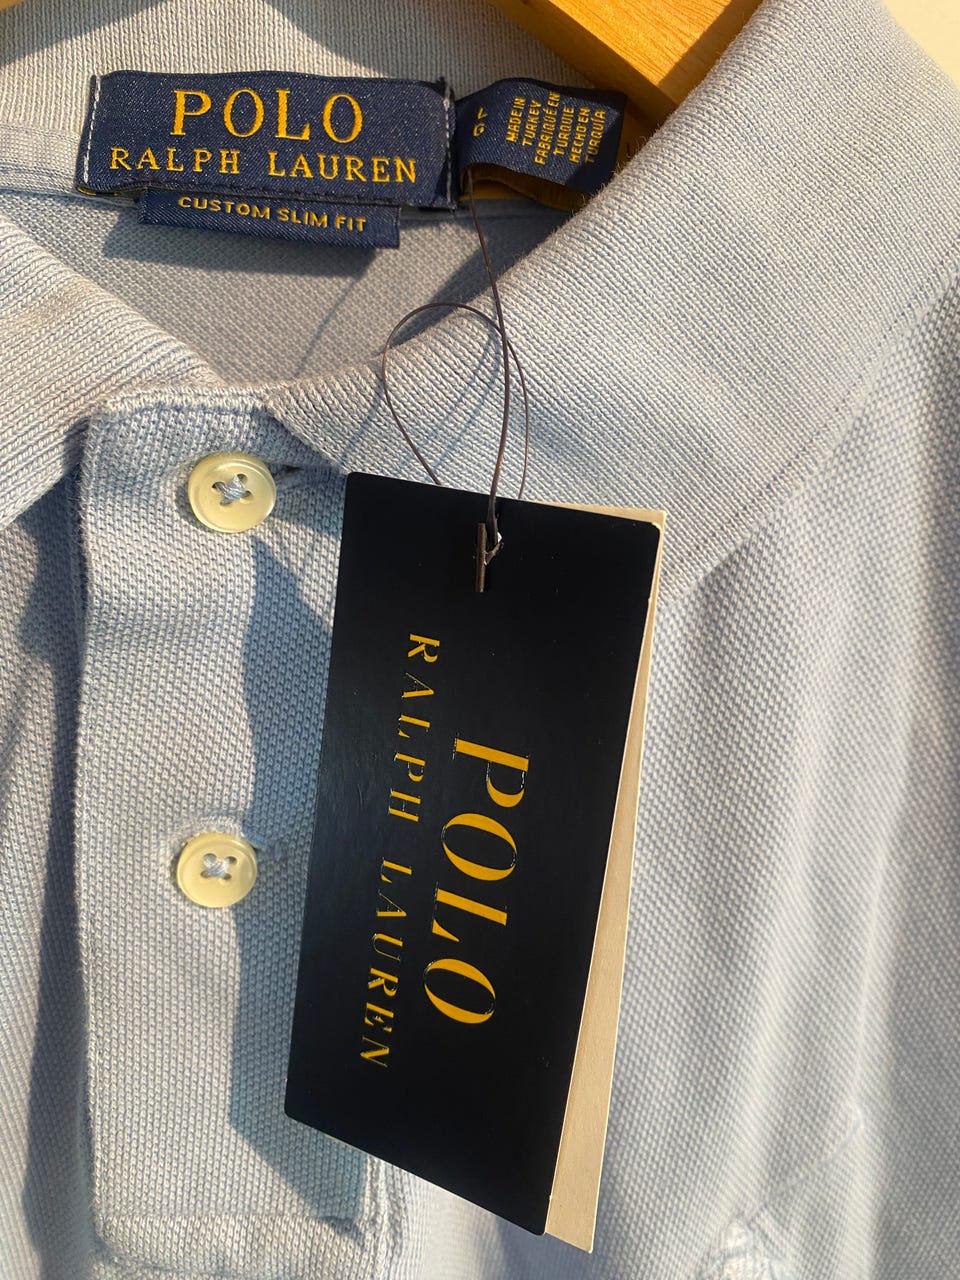 POLO
RALPH LAUREN
CUSTOM SLIM FIT
L
G
MADE IN
TURKEY
FABRIQUÉ EN
TURQUIE
HECHO EN
TURQUÍA
POLO
RALPH LAUREN